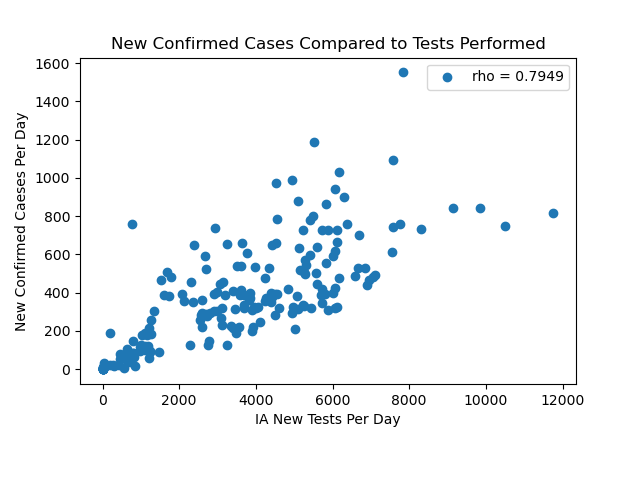 New Confirmed Cases Compared to Tests Performed
rho = 0.7949
New Confirmed Caeses Per Day
1600
1400
1200
1000
800
600
400
200
0
0 2000 4000 6000 8000 10000 12000
IA New Tests Per Day